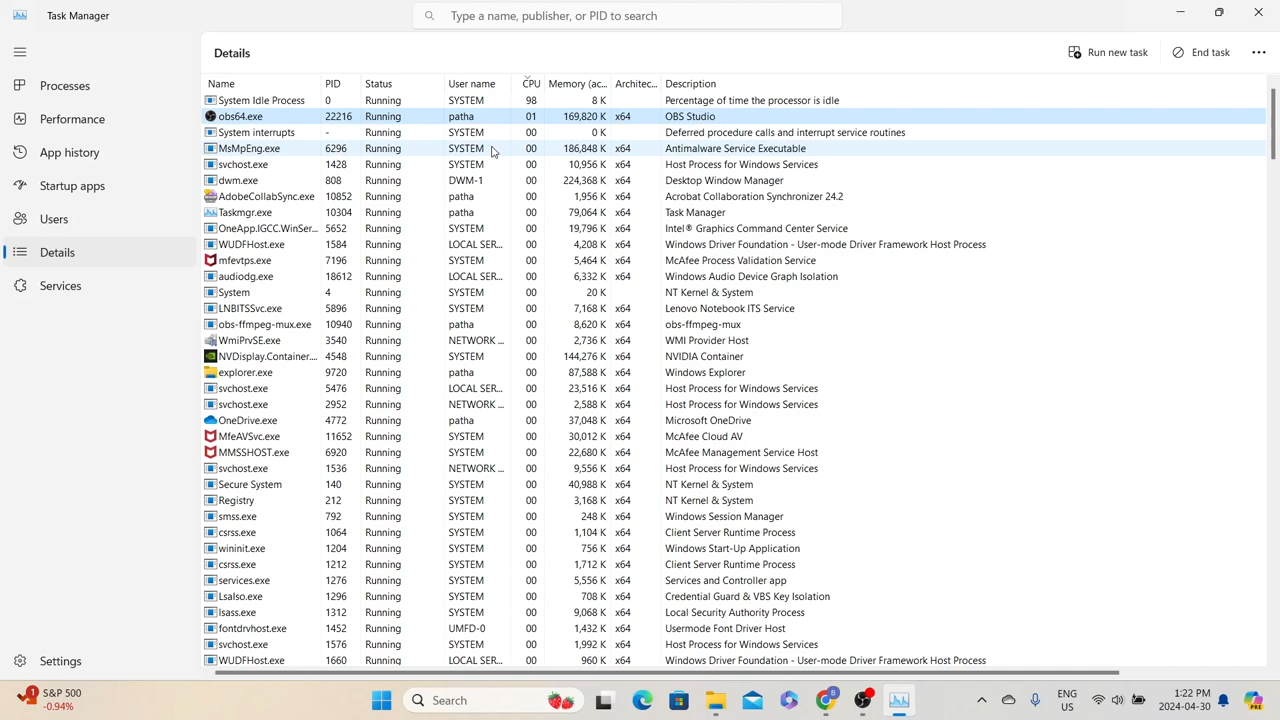 Task Manager
Type a name, publisher, or PID to search
Details
Run new task
End task
Processes
Performance
App history
Startup apps
Users
Details
Services
Settings
Name PID Status User name CPU Memory (ac... Architec... Description
System Idle Process 0 Running SYSTEM 98 8 K Percentage of time the processor is idle
obs64.exe 22216 Running patha 01 169,820 K x64 OBS Studio
System interrupts - Running SYSTEM 00 0 K Deferred procedure calls and interrupt service routines
MsMpEng.exe 6296 Running SYSTEM 00 186,848 K x64 Antimalware Service Executable
svchost.exe 1428 Running SYSTEM 00 10,956 K x64 Host Process for Windows Services
dwm.exe 808 Running DWM-1 00 224,368 K x64 Desktop Window Manager
AdobeCollabSync.exe 10852 Running patha 00 1,956 K x64 Acrobat Collaboration Synchronizer 24.2
Taskmgr.exe 10304 Running patha 00 79,064 K x64 Task Manager
OneApp.IGCC.WinSer... 5652 Running SYSTEM 00 19,796 K x64 Intel® Graphics Command Center Service
WUDFHost.exe 1584 Running LOCAL SER... 00 4,208 K x64 Windows Driver Foundation - User-mode Driver Framework Host Process
mfevtps.exe 7196 Running SYSTEM 00 5,464 K x64 McAfee Process Validation Service
audiodg.exe 18612 Running LOCAL SER... 00 6,332 K x64 Windows Audio Device Graph Isolation
System 4 Running SYSTEM 00 20 K NT Kernel & System
LNBITSSvc.exe 5896 Running SYSTEM 00 7,168 K x64 Lenovo Notebook ITS Service
obs-ffmpeg-mux.exe 10940 Running patha 00 8,620 K x64 obs-ffmpeg-mux
WmiPrvSE.exe 3540 Running NETWORK ... 00 2,736 K x64 WMI Provider Host
NVDisplay.Container.... 4548 Running SYSTEM 00 144,276 K x64 NVIDIA Container
explorer.exe 9720 Running patha 00 87,588 K x64 Windows Explorer
svchost.exe 5476 Running LOCAL SER... 00 23,516 K x64 Host Process for Windows Services
svchost.exe 2952 Running NETWORK ... 00 2,588 K x64 Host Process for Windows Services
OneDrive.exe 4772 Running patha 00 37,048 K x64 Microsoft OneDrive
MfeAVSvc.exe 11652 Running SYSTEM 00 30,012 K x64 McAfee Cloud AV
MMSSHOST.exe 6920 Running SYSTEM 00 22,680 K x64 McAfee Management Service Host
svchost.exe 1536 Running NETWORK ... 00 9,556 K x64 Host Process for Windows Services
Secure System 140 Running SYSTEM 00 40,988 K x64 NT Kernel & System
Registry 212 Running SYSTEM 00 3,168 K x64 NT Kernel & System
smss.exe 792 Running SYSTEM 00 248 K x64 Windows Session Manager
csrss.exe 1064 Running SYSTEM 00 1,104 K x64 Client Server Runtime Process
wininit.exe 1204 Running SYSTEM 00 756 K x64 Windows Start-Up Application
csrss.exe 1212 Running SYSTEM 00 1,712 K x64 Client Server Runtime Process
services.exe 1276 Running SYSTEM 00 5,556 K x64 Services and Controller app
LsaIso.exe 1296 Running SYSTEM 00 708 K x64 Credential Guard & VBS Key Isolation
lsass.exe 1312 Running SYSTEM 00 9,068 K x64 Local Security Authority Process
fontdrvhost.exe 1452 Running UMFD-0 00 1,432 K x64 Usermode Font Driver Host
svchost.exe 1576 Running SYSTEM 00 1,992 K x64 Host Process for Windows Services
WUDFHost.exe 1660 Running LOCAL SER... 00 960 K x64 Windows Driver Foundation - User-mode Driver Framework Host Process
1
S&P 500
-0.94%
Search
B
ENG
US
1:22 PM
2024-04-30
PRE